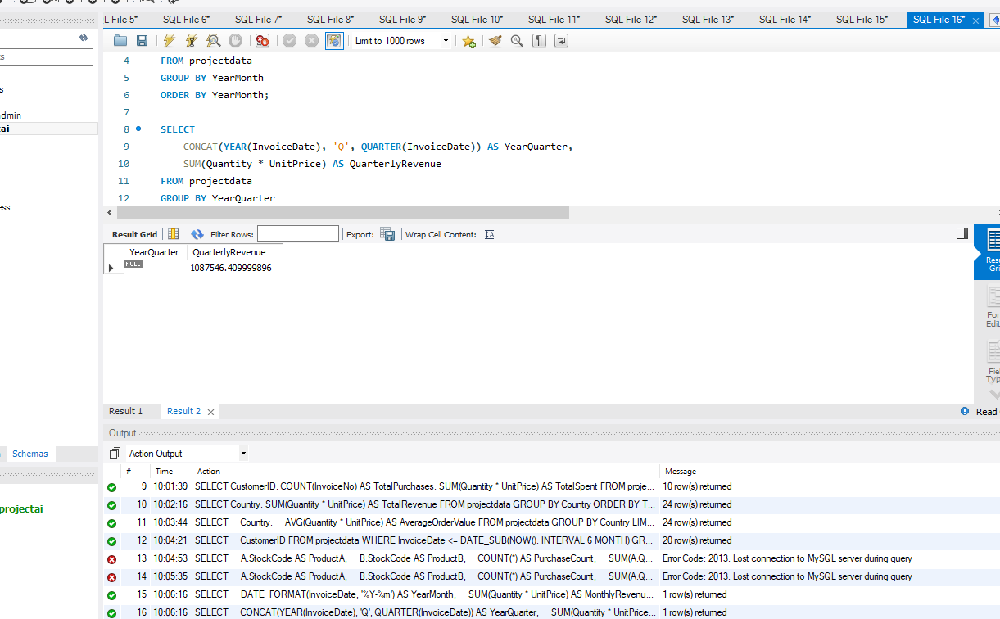 L File 5* SQL File 6* SQL File 7* SQL File 8* SQL File 9* SQL File 10* SQL File 11* SQL File 12* SQL File 13* SQL File 14* SQL File 15* SQL File 16*
Limit to 1000 rows
4 FROM projectdata
5 GROUP BY YearMonth
6 ORDER BY YearMonth;
7
8 SELECT
9 CONCAT(YEAR(InvoiceDate), 'Q', QUARTER(InvoiceDate)) AS YearQuarter,
10 SUM(Quantity * UnitPrice) AS QuarterlyRevenue
11 FROM projectdata
12 GROUP BY YearQuarter
s
s
dmin
tai
ess
Schemas
projectai
Result Grid Filter Rows: Export: Wrap Cell Content:
YearQuarter QuarterlyRevenue
NULL 1087546.409999896
Resu
Gri
For
Edit
Fie
Typ
Result 1 Result 2 Read
Output
Action Output
# Time Action Message
9 10:01:39 SELECT CustomerID, COUNT(InvoiceNo) AS TotalPurchases, SUM(Quantity * UnitPrice) AS TotalSpent FROM proje... 10 row(s) returned
10 10:02:16 SELECT Country, SUM(Quantity * UnitPrice) AS TotalRevenue FROM projectdata GROUP BY Country ORDER BY T... 24 row(s) returned
11 10:03:44 SELECT Country, AVG(Quantity * UnitPrice) AS AverageOrderValue FROM projectdata GROUP BY Country LIM... 24 row(s) returned
12 10:04:21 SELECT CustomerID FROM projectdata WHERE InvoiceDate <= DATE_SUB(NOW(), INTERVAL 6 MONTH) GR... 20 row(s) returned
13 10:04:53 SELECT A.StockCode AS ProductA, B.StockCode AS ProductB, COUNT(*) AS PurchaseCount, SUM(A.Q... Error Code: 2013. Lost connection to MySQL server during query
14 10:05:35 SELECT A.StockCode AS ProductA, B.StockCode AS ProductB, COUNT(*) AS PurchaseCount, SUM(A.Q... Error Code: 2013. Lost connection to MySQL server during query
15 10:06:16 SELECT DATE_FORMAT(InvoiceDate, '%Y-%m') AS YearMonth, SUM(Quantity * UnitPrice) AS MonthlyRevenu... 1 row(s) returned
16 10:06:16 SELECT CONCAT(YEAR(InvoiceDate), 'Q', QUARTER(InvoiceDate)) AS YearQuarter, SUM(Quantity * UnitPrice... 1 row(s) returned